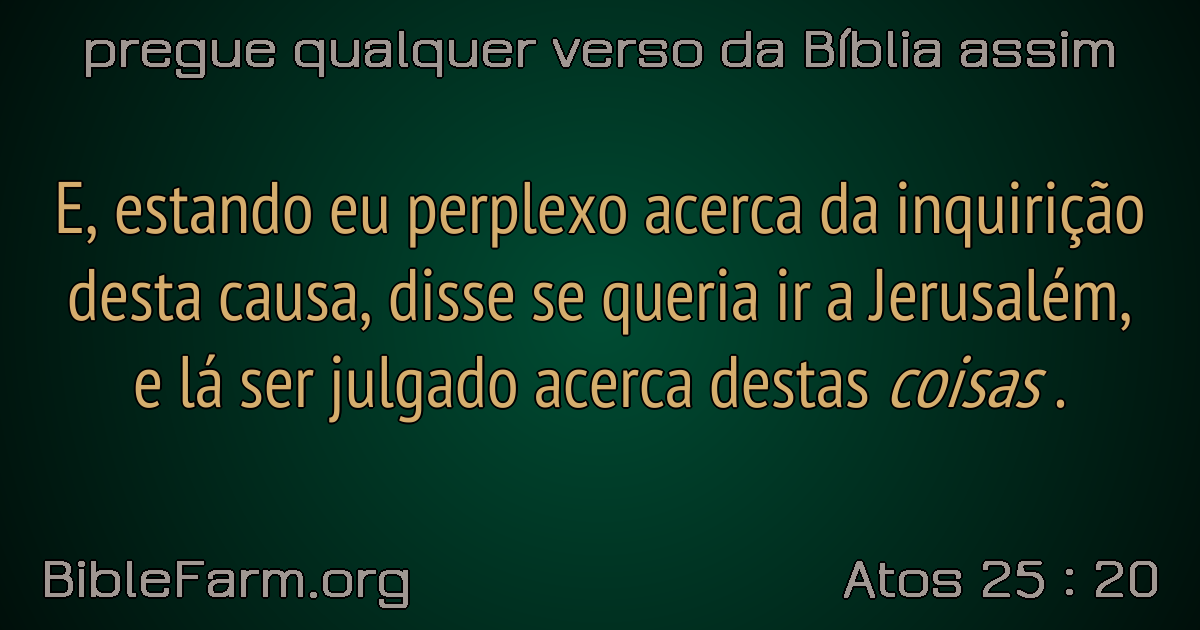 pregue qualquer verso da Bíblia assim
E, estando eu perplexo acerca da inquirição
desta causa, disse se queria ir a Jerusalém,
e lá ser julgado acerca destas coisas .
BibleFarm.org
Atos 25 : 20